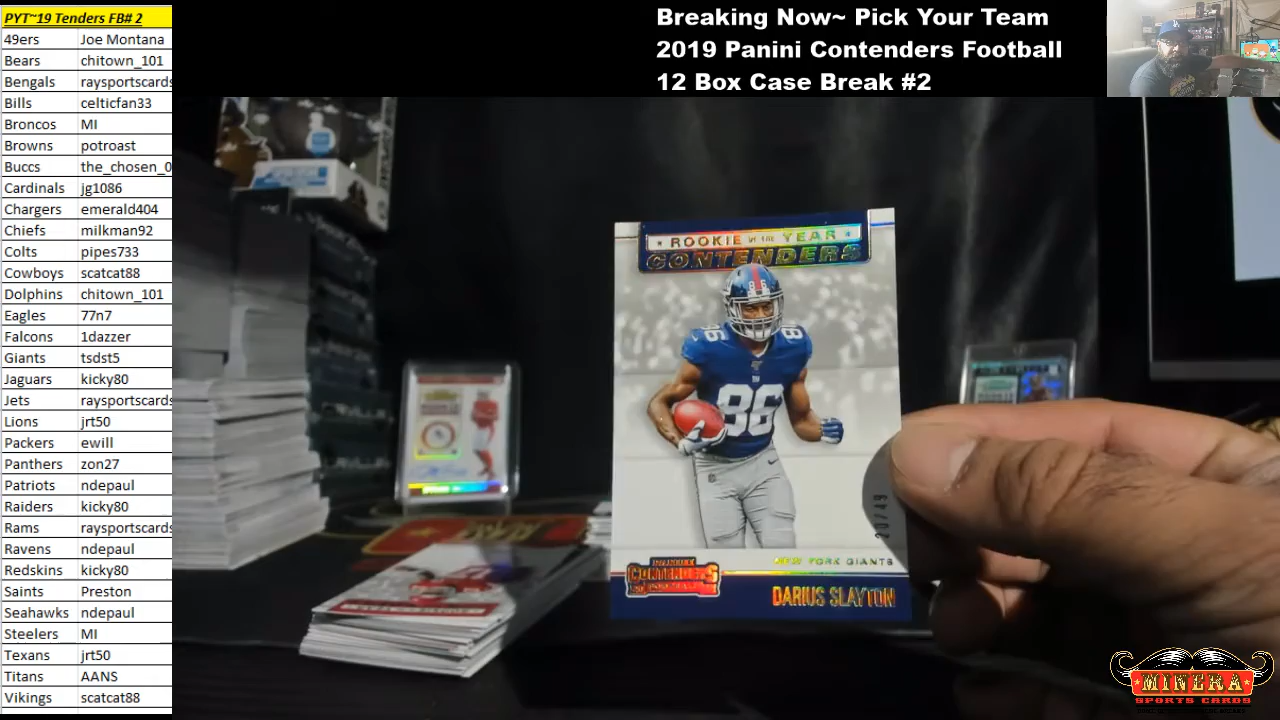 PYT~19 Tenders FB# 2
49ers Joe Montana
Bears chitown_101
Bengals raysportscards
Bills celticfan33
Broncos MI
Browns potroast
Buccs the_chosen_0
Cardinals jg1086
Chargers emerald404
Chiefs milkman92
Colts pipes733
Cowboys scatcat88
Dolphins chitown_101
Eagles 77n7
Falcons 1dazzer
Giants tsdst5
Jaguars kicky80
Jets raysportscards
Lions jrt50
Packers ewill
Panthers zon27
Patriots ndepaul
Raiders kicky80
Rams raysportscards
Ravens ndepaul
Redskins kicky80
Saints Preston
Seahawks ndepaul
Steelers MI
Texans jrt50
Titans AANS
Vikings scatcat88
Breaking Now~ Pick Your Team
2019 Panini Contenders Football
12 Box Case Break #2
ROOKIE OF THE YEAR
CONTENDERS
86
86
86
86
20/49
NEW YORK GIANTS
CONTENDERS
DARIUS SLAYTON
MINERA
SPORTS CARDS